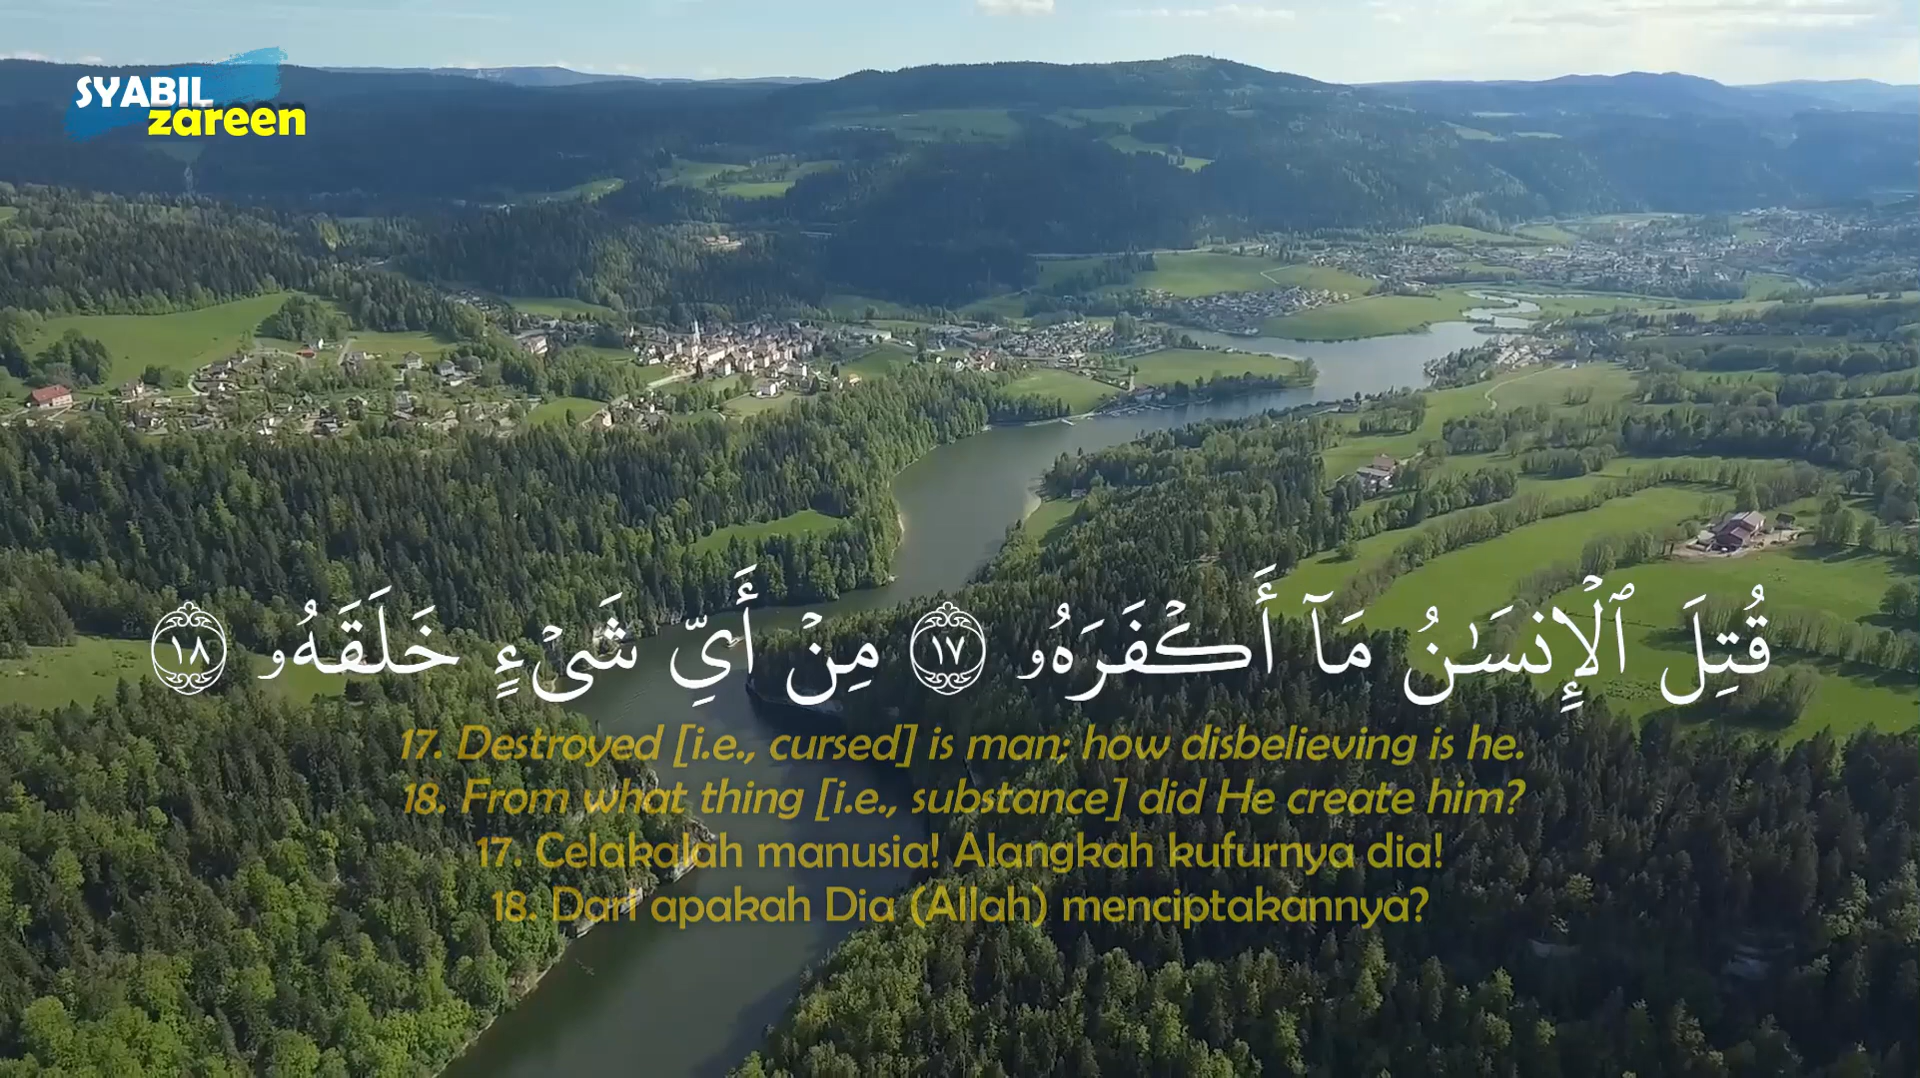 SYABIL
zareen
قُتِلَ ٱلْإِنسَـٰنُ مَآ أَكْفَرَهُۥ ١٧ مِنْ أَىِّ شَىْءٍ خَلَقَهُۥ ١٨
17. Destroyed [i.e., cursed] is man; how disbelieving is he.
18. From what thing [i.e., substance] did He create him?
17. Celakalah manusia! Alangkah kufurnya dia!
18. Dari apakah Dia (Allah) menciptakannya?